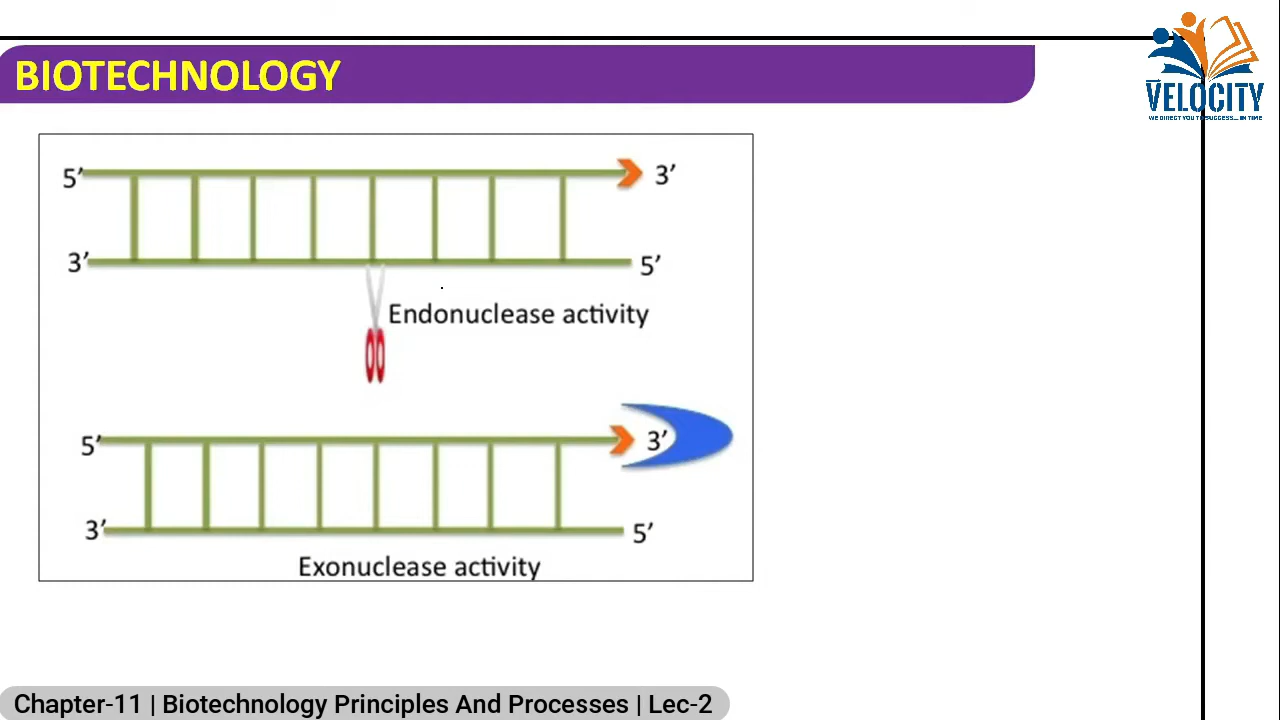 BIOTECHNOLOGY
VELOCITY
WE DIRECT YOU TO SUCCESS... IN TIME
5’ 3’
3’ 5’
Endonuclease activity
5’ 3’
3’ 5’
Exonuclease activity
Chapter-11 | Biotechnology Principles And Processes | Lec-2